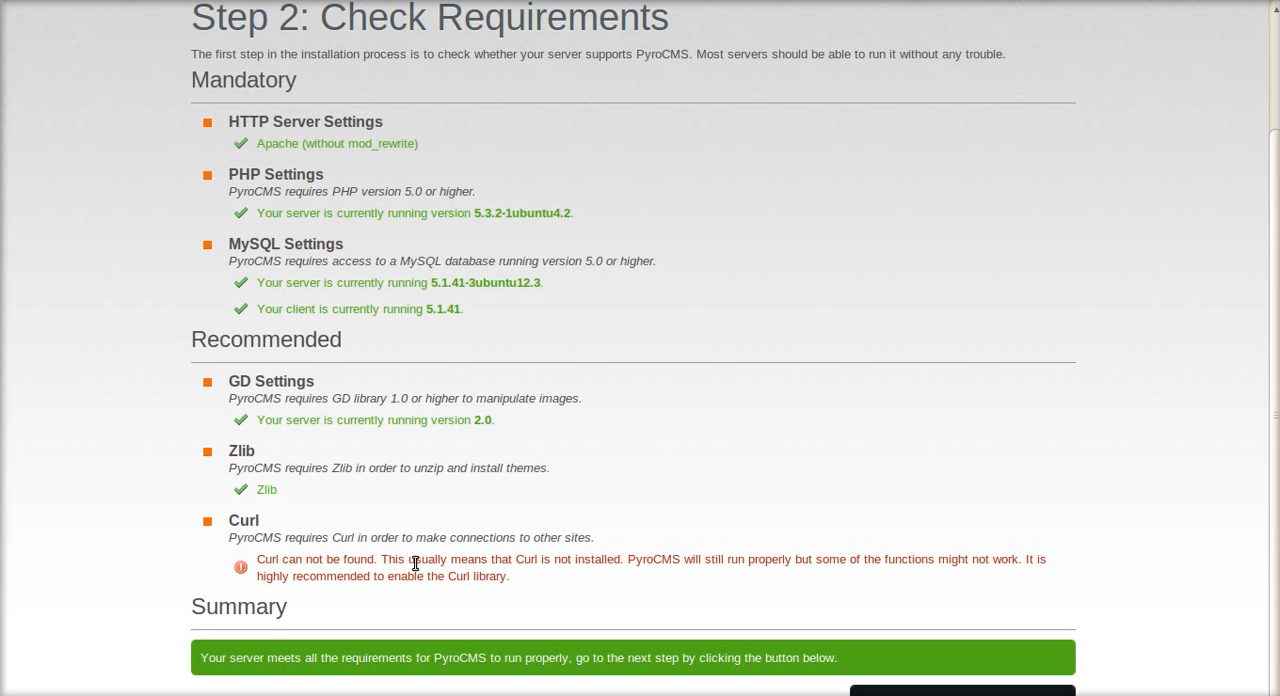 Step 2: Check Requirements
The first step in the installation process is to check whether your server supports PyroCMS. Most servers should be able to run it without any trouble.
Mandatory
HTTP Server Settings
Apache (without mod_rewrite)
PHP Settings
PyroCMS requires PHP version 5.0 or higher.
Your server is currently running version 5.3.2-1ubuntu4.2.
MySQL Settings
PyroCMS requires access to a MySQL database running version 5.0 or higher.
Your server is currently running 5.1.41-3ubuntu12.3.
Your client is currently running 5.1.41.
Recommended
GD Settings
PyroCMS requires GD library 1.0 or higher to manipulate images.
Your server is currently running version 2.0.
Zlib
PyroCMS requires Zlib in order to unzip and install themes.
Zlib
Curl
PyroCMS requires Curl in order to make connections to other sites.
Curl can not be found. This usually means that Curl is not installed. PyroCMS will still run properly but some of the functions might not work. It is
highly recommended to enable the Curl library.
Summary
Your server meets all the requirements for PyroCMS to run properly, go to the next step by clicking the button below.